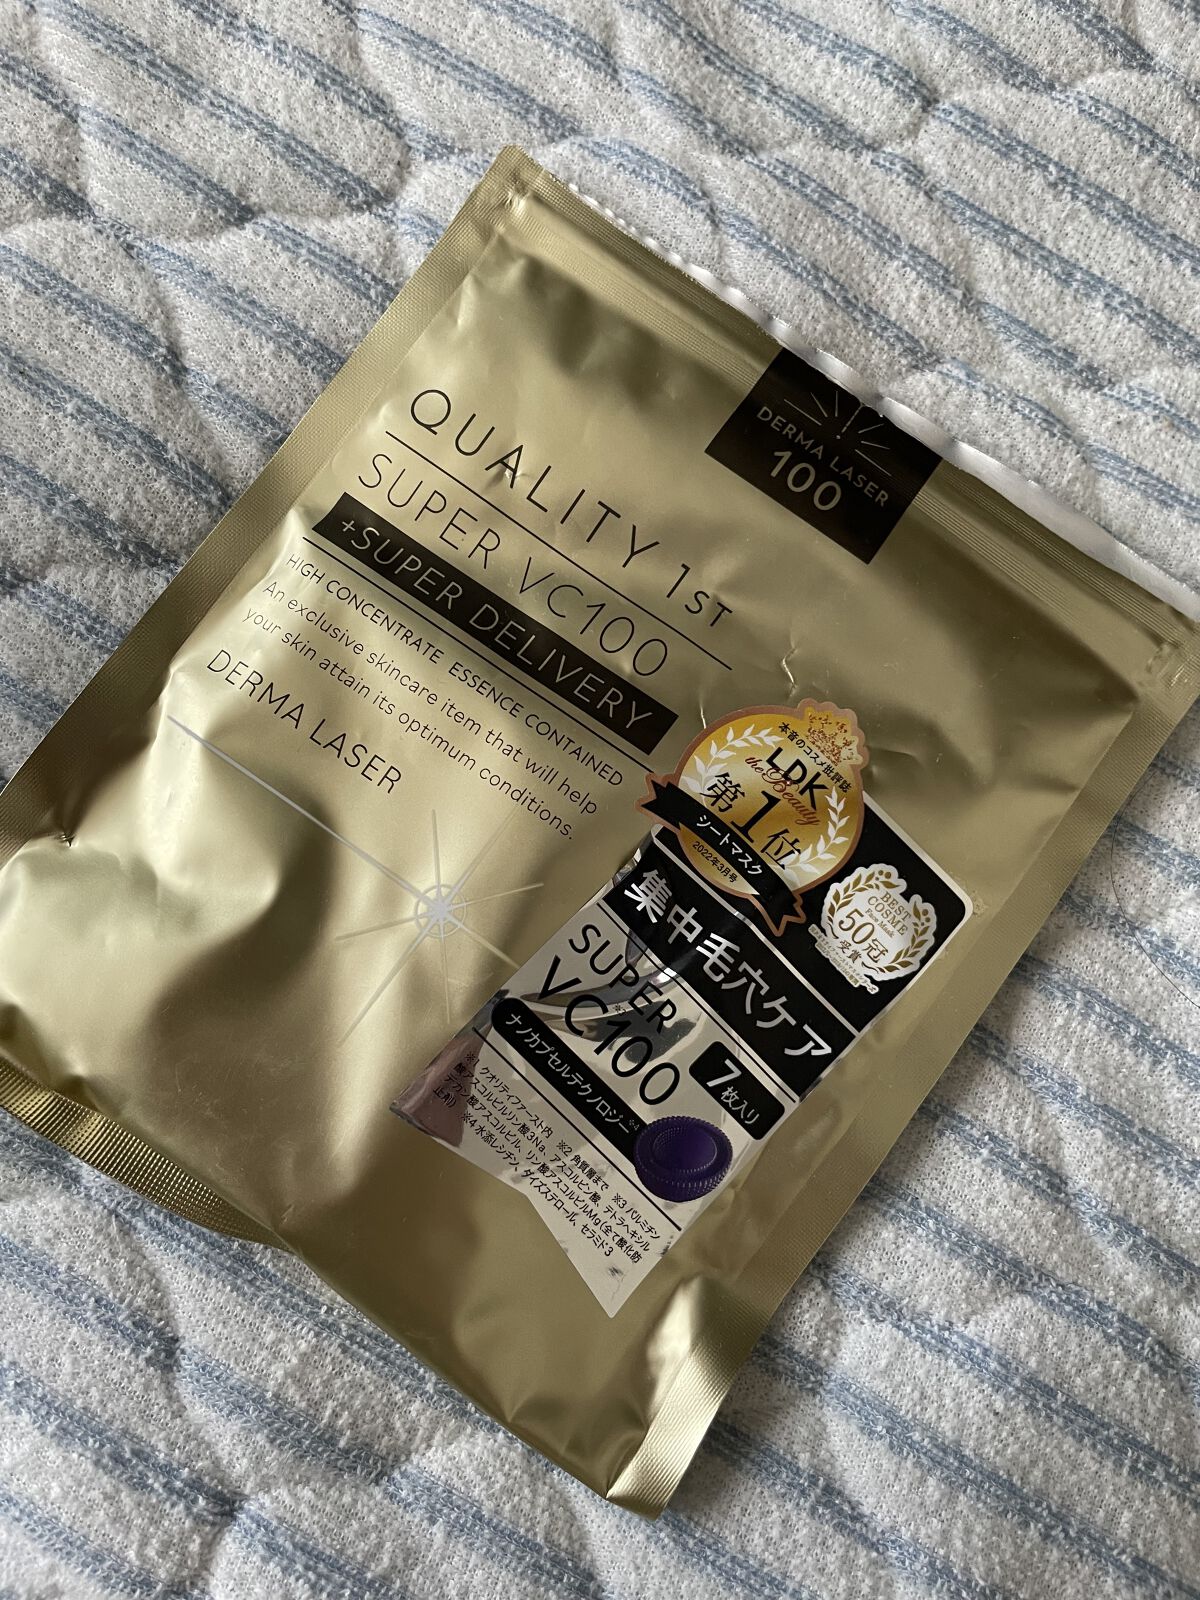 DERMA LASER
100
QUALITY 1ST
SUPER VC100
+SUPER DELIVERY
HIGH CONCENTRATE ESSENCE CONTAINED
An exclusive skincare item that will help
your skin attain its optimum conditions.
DERMA LASER
本音のコスメ批評誌
LDK
the Beauty
第1位
シートマスク
2022年3月号
BEST
COSME
Face Mask
50冠
受賞
集中毛穴ケア
SUPER
VC100
7枚入り
ナノカプセルテクノロジー※4
※1 クオリティファースト内 ※2 角質層まで ※3 パルミチン
酸アスコルビルリン酸3Na、アスコルビン酸、テトラヘキシル
デカン酸アスコルビル、リン酸アスコルビルMg(全て酸化防
止剤)
※4 水添レシチン、ダイズステロール、セラミド3